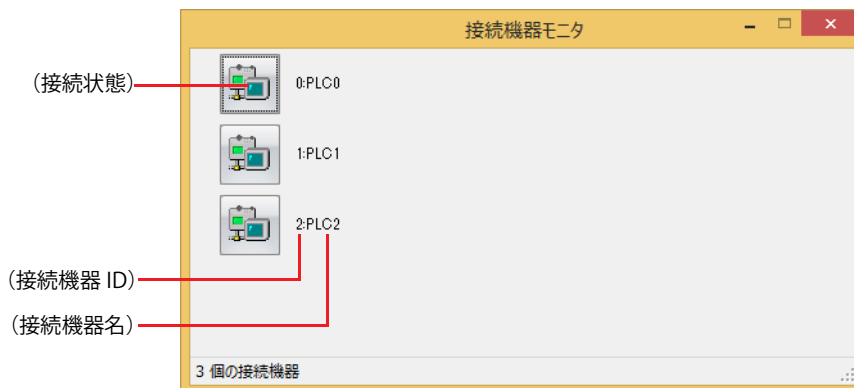 接続機器モニタ
（接続状態）
0:PLC0
1:PLC1
2:PLC2
（接続機器 ID）
（接続機器名）
3 個の接続機器